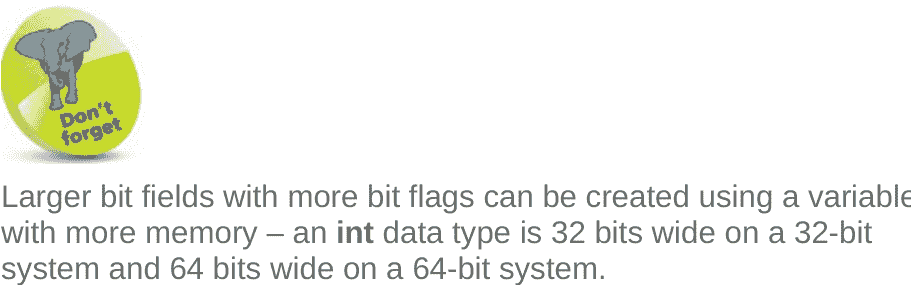 Don't
forget
Larger bit fields with more bit flags can be created using a variable
with more memory – an int data type is 32 bits wide on a 32-bit
system and 64 bits wide on a 64-bit system.